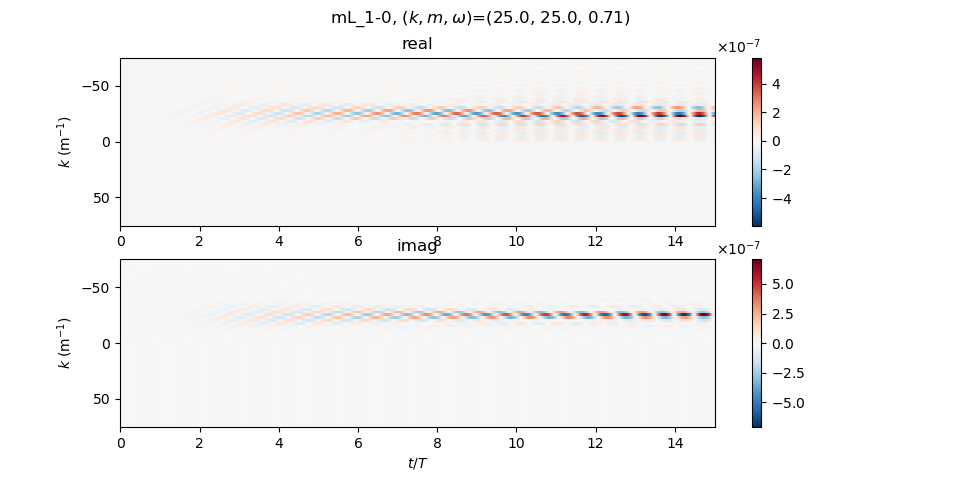 mL_1-0, (k, m, ω)=(25.0, 25.0, 0.71)
real
×10⁻⁷
−50
0
50
k (m⁻¹)
4
2
0
−2
−4
0 2 4 6 8 10 12 14
imag
×10⁻⁷
−50
0
50
k (m⁻¹)
5.0
2.5
0.0
−2.5
−5.0
0 2 4 6 8 10 12 14
t/T